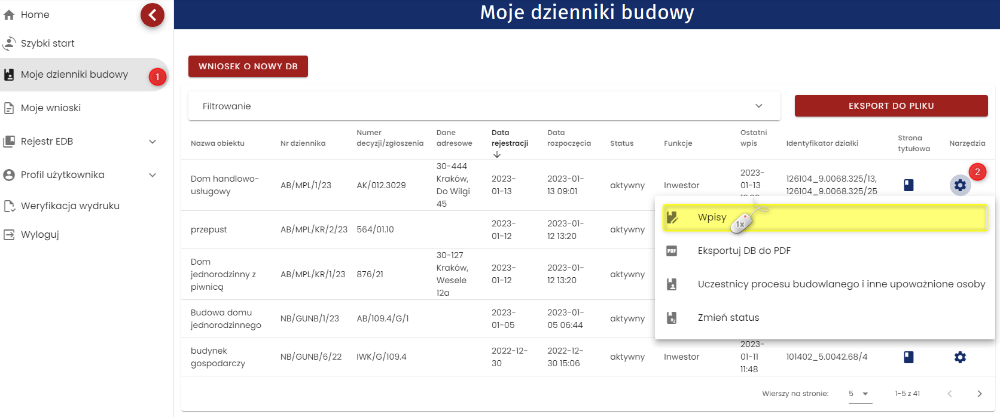 Home
Szybki start
Moje dzienniki budowy
1
Moje wnioski
Rejestr EDB
Profil użytkownika
Weryfikacja wydruku
Wyloguj
Moje dzienniki budowy
WNIOSEK O NOWY DB
Filtrowanie
EKSPORT DO PLIKU
Nazwa obiektu
Nr dziennika
Numer
decyzji/zgłoszenia
Dane
adresowe
Data
rejestracji
Data
rozpoczęcia
Status
Funkcje
Ostatni
wpis
Identyfikator działki
Strona
tytułowa
Narzędzia
Dom handlowo-
usługowy
AB/MPL/1/23
AK/012.3029
30-444
Kraków,
Do Wilgi
45
2023-
01-13
2023-01-
13 09:01
aktywny
Inwestor
2023-
01-13
126104_9.0068.325/13,
126104_9.0068.325/25
2
przepust
AB/MPL/KR/2/23
564/01.10
2023-
01-12
2023-01-
12 13:20
aktywny
Dom
jednorodzinny z
piwnicą
AB/MPL/KR/1/23
876/21
30-127
Kraków,
Wesele
12a
2023-
01-12
2023-01-
12 13:20
aktywny
Budowa domu
jednorodzinnego
NB/GUNB/1/23
AB/109.4/G/1
2023-
01-05
2023-01-
05 06:44
aktywny
budynek
gospodarczy
NB/GUNB/6/22
IWK/G/109.4
2022-12-
30
2022-12-
30 15:06
aktywny
Inwestor
2023-
01-11
11:48
101402_5.0042.68/4
Wpisy
1x
PDF
Eksportuj DB do PDF
Uczestnicy procesu budowlanego i inne upoważnione osoby
Zmień status
Wierszy na stronie:
5
1-5 z 41